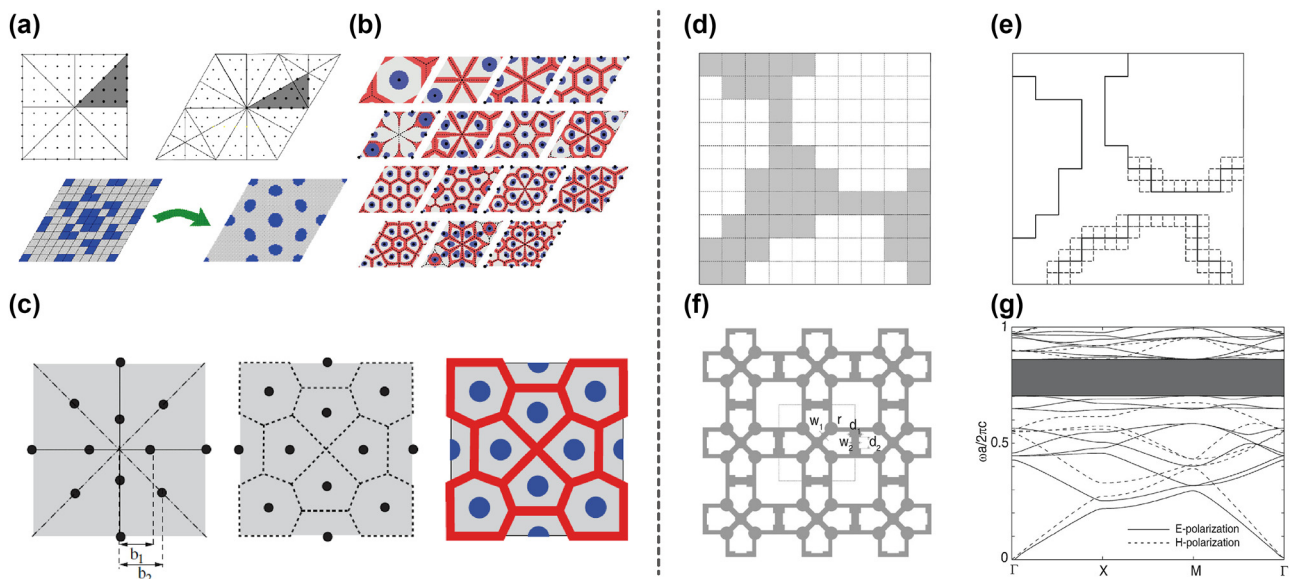 (a)
(b)
(c)
b1
b2
(d)
(e)
(f)
w1
r
d1
w2
d2
(g)
ωa/2πc
1
0.5
0
E-polarization
H-polarization
Γ X M Γ